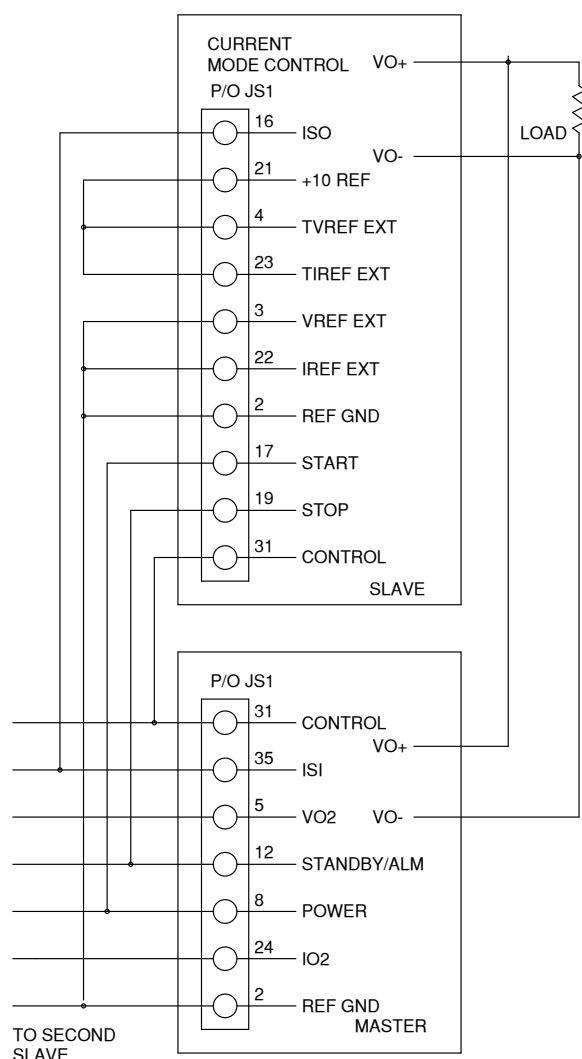 CURRENT
MODE CONTROL
VO+
P/O JS1
16
ISO
LOAD
VO-
21
+10 REF
4
TVREF EXT
23
TIREF EXT
3
VREF EXT
22
IREF EXT
2
REF GND
17
START
19
STOP
31
CONTROL
SLAVE
P/O JS1
31
CONTROL
VO+
35
ISI
5
VO2
VO-
12
STANDBY/ALM
8
POWER
24
IO2
2
REF GND
MASTER
TO SECOND
SLAVE